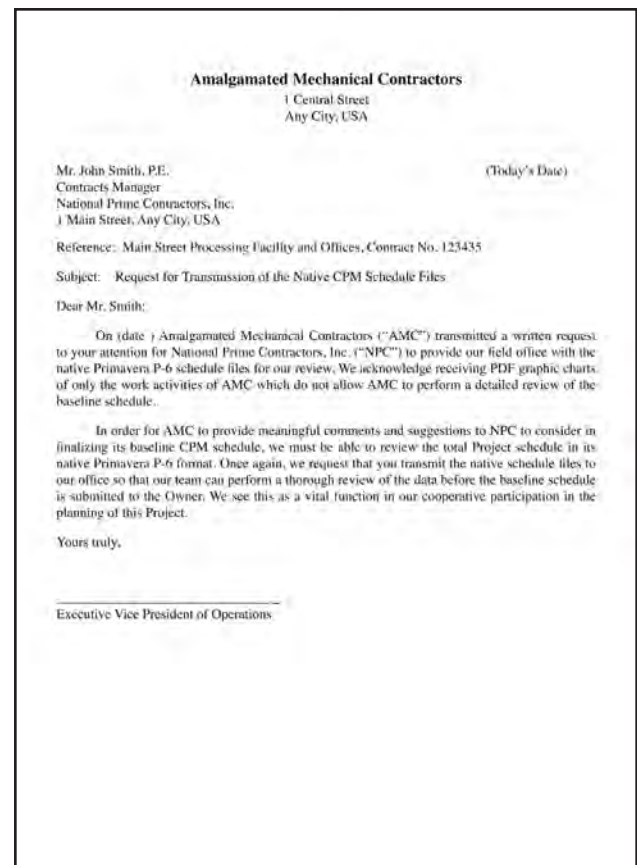 Amalgamated Mechanical Contractors
1 Central Street
Any City, USA
Mr. John Smith, P.E. (Today's Date)
Contracts Manager
National Prime Contractors, Inc.
1 Main Street, Any City, USA
Reference: Main Street Processing Facility and Offices, Contract No. 123435
Subject: Request for Transmission of the Native CPM Schedule Files
Dear Mr. Smith:
On (date ) Amalgamated Mechanical Contractors ("AMC") transmitted a written request
to your attention for National Prime Contractors, Inc. ("NPC") to provide our field office with the
native Primavera P-6 schedule files for our review. We acknowledge receiving PDF graphic charts
of only the work activities of AMC which do not allow AMC to perform a detailed review of the
baseline schedule.
In order for AMC to provide meaningful comments and suggestions to NPC to consider in
finalizing its baseline CPM schedule, we must be able to review the total Project schedule in its
native Primavera P-6 format. Once again, we request that you transmit the native schedule files to
our office so that our team can perform a thorough review of the data before the baseline schedule
is submitted to the Owner. We see this as a vital function in our cooperative participation in the
planning of this Project.
Yours truly,
Executive Vice President of Operations